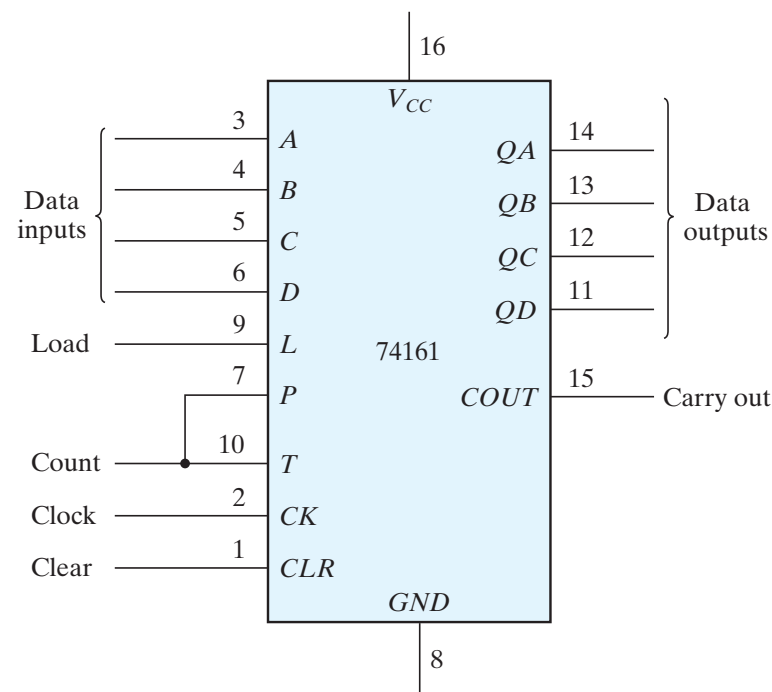 16
V_CC
3
A
4
B
Data
inputs
5
C
6
D
Load
9
L
7
P
Count
10
T
Clock
2
CK
Clear
1
CLR
74161
QA
14
QB
13
Data
outputs
QC
12
QD
11
COUT
15
Carry out
GND
8